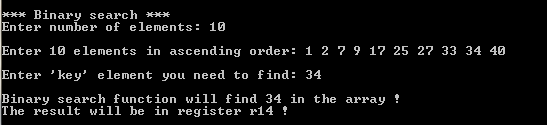 *** Binary search ***
Enter number of elements: 10
Enter 10 elements in ascending order: 1 2 7 9 17 25 27 33 34 40
Enter 'key' element you need to find: 34
Binary search function will find 34 in the array !
The result will be in register r14 !